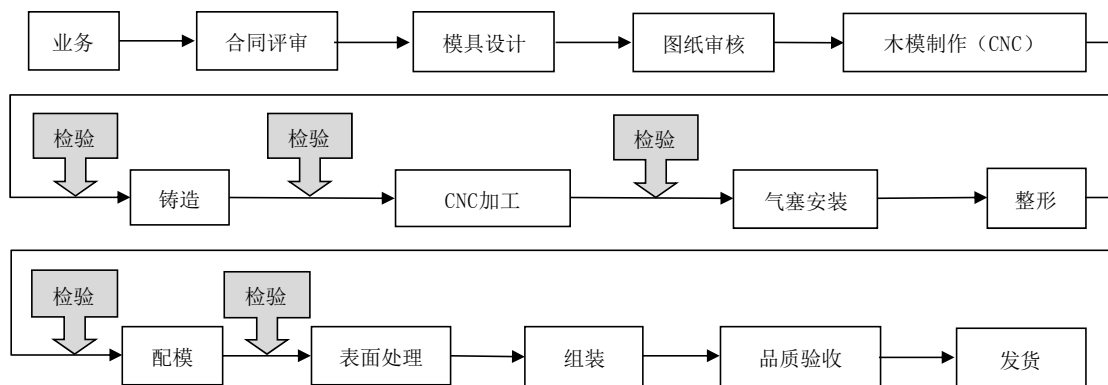 业务
合同评审
模具设计
图纸审核
木模制作（CNC）
检验
检验
检验
铸造
CNC加工
气塞安装
整形
检验
检验
配模
表面处理
组装
品质验收
发货